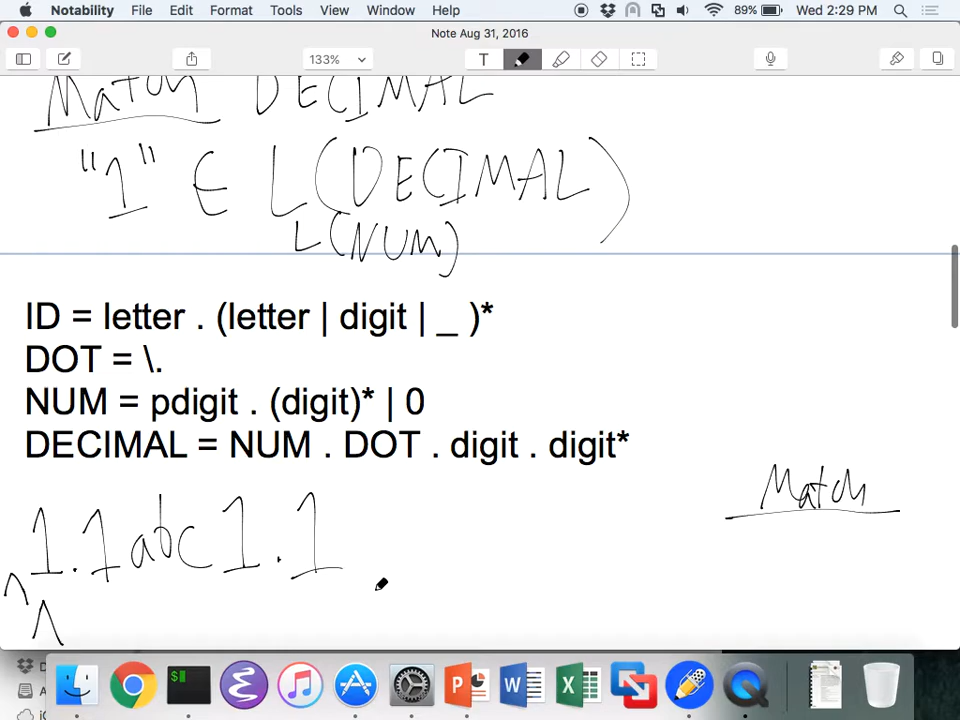 Notability File Edit Format Tools View Window Help 89% Wed 2:29 PM
Note Aug 31, 2016
133% T
Match DECIMAL
"1" ∈ L(DECIMAL)
L(NUM)
ID = letter . (letter | digit | _ )*
DOT = \.
NUM = pdigit . (digit)* | 0
DECIMAL = NUM . DOT . digit . digit*
Match
1.1abc1.1
^
^